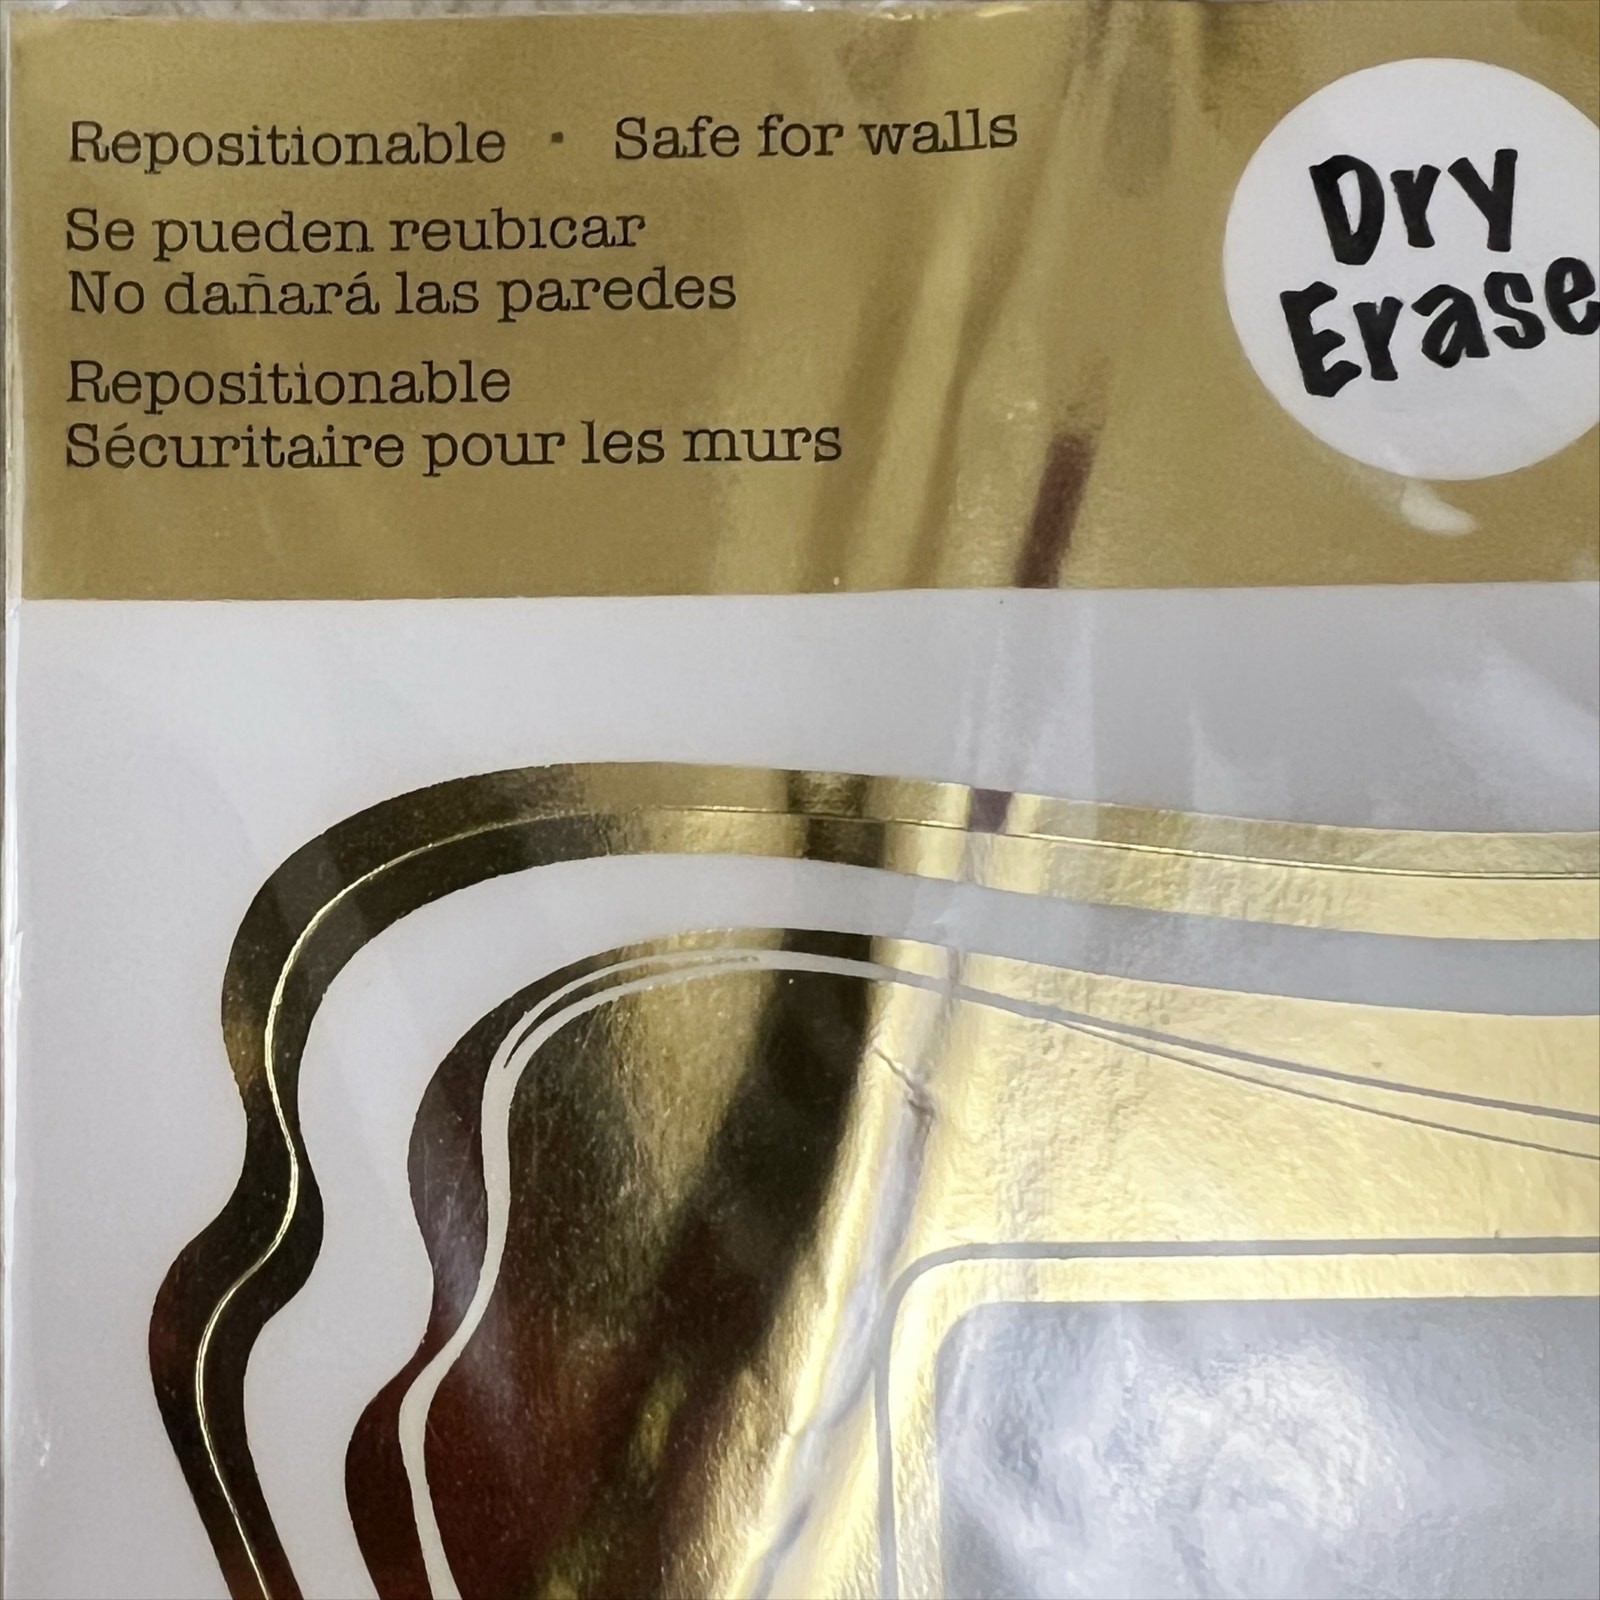 Repositionable · Safe for walls
Se pueden reubicar
No dañará las paredes
Repositionable
Sécuritaire pour les murs
Dry
Erase